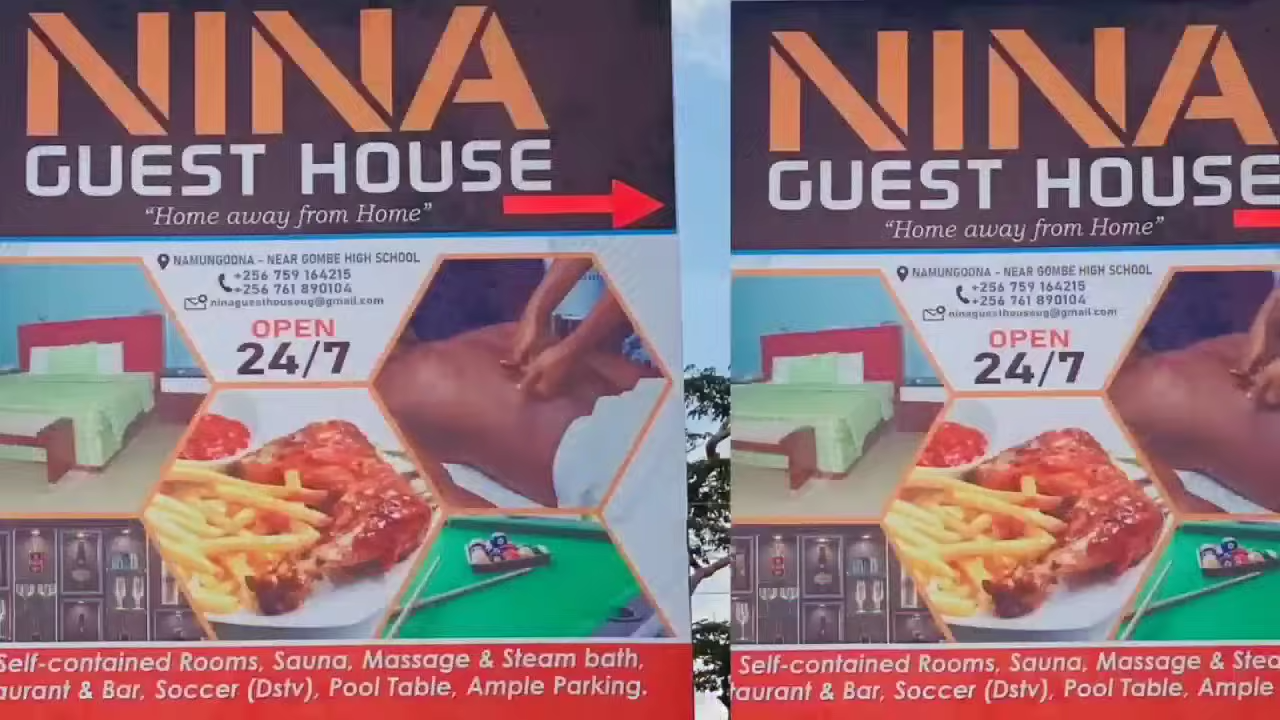 NINA
GUEST HOUSE
“Home away from Home”
NAMUNGOONA - NEAR GOMBE HIGH SCHOOL
+256 759 164215
+256 761 890104
ninaguesthouseug@gmail.com
OPEN
24/7
Self-contained Rooms, Sauna, Massage & Steam bath,
aurant & Bar, Soccer (Dstv), Pool Table, Ample Parking.
NINA
GUEST HOUSE
“Home away from Home”
NAMUNGOONA - NEAR GOMBE HIGH SCHOOL
+256 759 164215
+256 761 890104
ninaguesthouseug@gmail.com
OPEN
24/7
Self-contained Rooms, Sauna, Massage & Stea
taurant & Bar, Soccer (Dstv), Pool Table, Ample